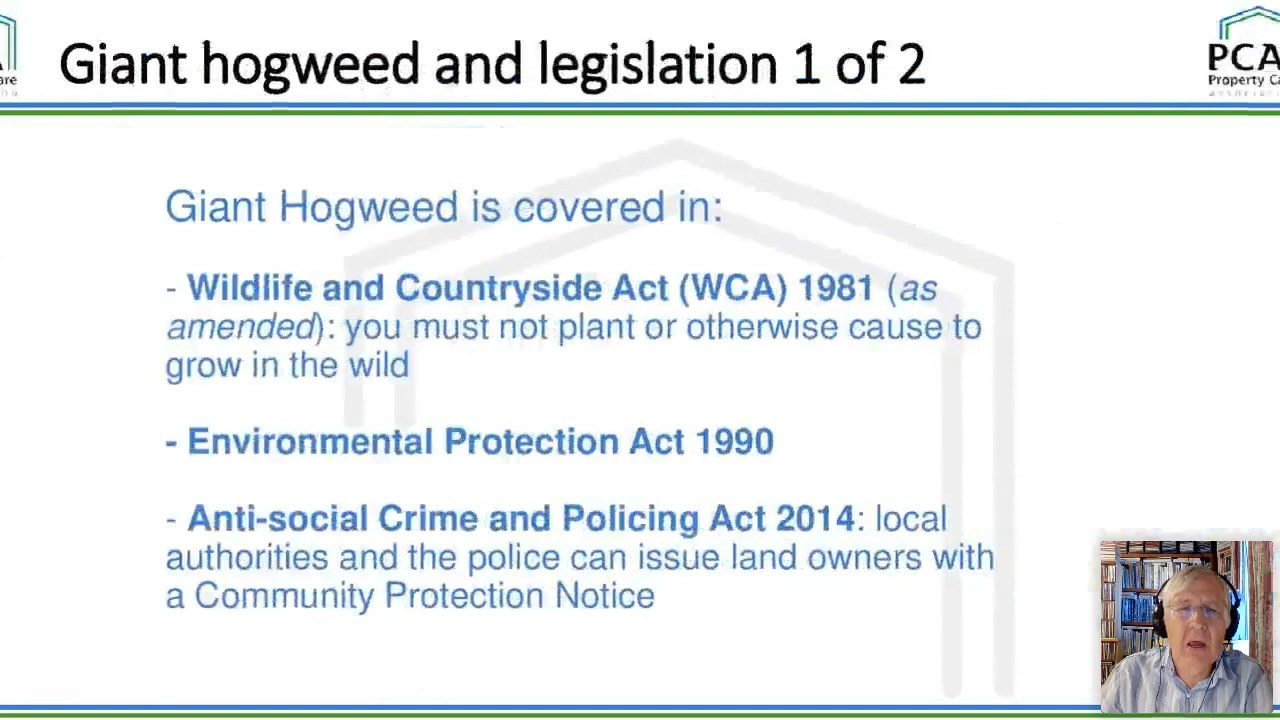 Giant hogweed and legislation 1 of 2
PCA
Property Ca
Giant Hogweed is covered in:
- Wildlife and Countryside Act (WCA) 1981 (as
amended): you must not plant or otherwise cause to
grow in the wild
- Environmental Protection Act 1990
- Anti-social Crime and Policing Act 2014: local
authorities and the police can issue land owners with
a Community Protection Notice